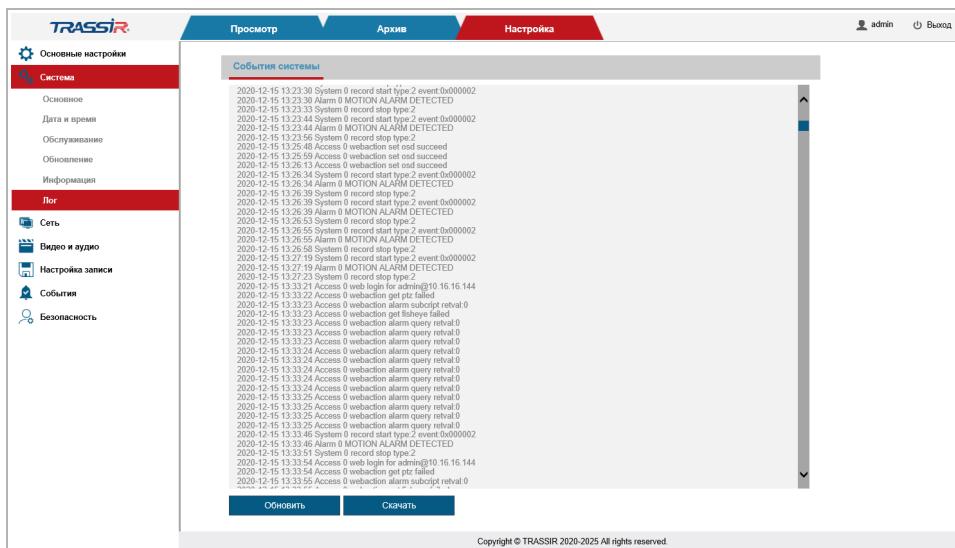 TRASSIR
Просмотр
Архив
Настройка
admin
Выход
Основные настройки
Система
Основное
Дата и время
Обслуживание
Обновление
Информация
Лог
Сеть
Видео и аудио
Настройка записи
События
Безопасность
События системы
2020-12-15 13:23:30 System 0 record start type:2 event:0x000002
2020-12-15 13:23:30 Alarm 0 MOTION ALARM DETECTED
2020-12-15 13:23:33 System 0 record stop type:2
2020-12-15 13:23:44 System 0 record start type:2 event:0x000002
2020-12-15 13:23:44 Alarm 0 MOTION ALARM DETECTED
2020-12-15 13:23:56 System 0 record stop type:2
2020-12-15 13:25:48 Access 0 webaction set osd succeed
2020-12-15 13:25:59 Access 0 webaction set osd succeed
2020-12-15 13:26:13 Access 0 webaction set osd succeed
2020-12-15 13:26:34 System 0 record start type:2 event:0x000002
2020-12-15 13:26:34 Alarm 0 MOTION ALARM DETECTED
2020-12-15 13:26:39 System 0 record stop type:2
2020-12-15 13:26:39 System 0 record start type:2 event:0x000002
2020-12-15 13:26:39 Alarm 0 MOTION ALARM DETECTED
2020-12-15 13:26:53 System 0 record stop type:2
2020-12-15 13:26:55 System 0 record start type:2 event:0x000002
2020-12-15 13:26:55 Alarm 0 MOTION ALARM DETECTED
2020-12-15 13:26:58 System 0 record stop type:2
2020-12-15 13:27:19 System 0 record start type:2 event:0x000002
2020-12-15 13:27:19 Alarm 0 MOTION ALARM DETECTED
2020-12-15 13:27:23 System 0 record stop type:2
2020-12-15 13:33:21 Access 0 web login for admin@10.16.16.144
2020-12-15 13:33:22 Access 0 webaction get ptz failed
2020-12-15 13:33:23 Access 0 webaction alarm subcript retval:0
2020-12-15 13:33:23 Access 0 webaction get fisheye failed
2020-12-15 13:33:23 Access 0 webaction alarm query retval:0
2020-12-15 13:33:23 Access 0 webaction alarm query retval:0
2020-12-15 13:33:23 Access 0 webaction alarm query retval:0
2020-12-15 13:33:24 Access 0 webaction alarm query retval:0
2020-12-15 13:33:24 Access 0 webaction alarm query retval:0
2020-12-15 13:33:24 Access 0 webaction alarm query retval:0
2020-12-15 13:33:24 Access 0 webaction alarm query retval:0
2020-12-15 13:33:25 Access 0 webaction alarm query retval:0
2020-12-15 13:33:25 Access 0 webaction alarm query retval:0
2020-12-15 13:33:25 Access 0 webaction alarm query retval:0
2020-12-15 13:33:25 Access 0 webaction alarm query retval:0
2020-12-15 13:33:46 System 0 record start type:2 event:0x000002
2020-12-15 13:33:46 Alarm 0 MOTION ALARM DETECTED
2020-12-15 13:33:51 System 0 record stop type:2
2020-12-15 13:33:54 Access 0 web login for admin@10.16.16.144
2020-12-15 13:33:54 Access 0 webaction get ptz failed
2020-12-15 13:33:55 Access 0 webaction alarm subcript retval:0
Обновить
Скачать
Copyright © TRASSIR 2020-2025 All rights reserved.